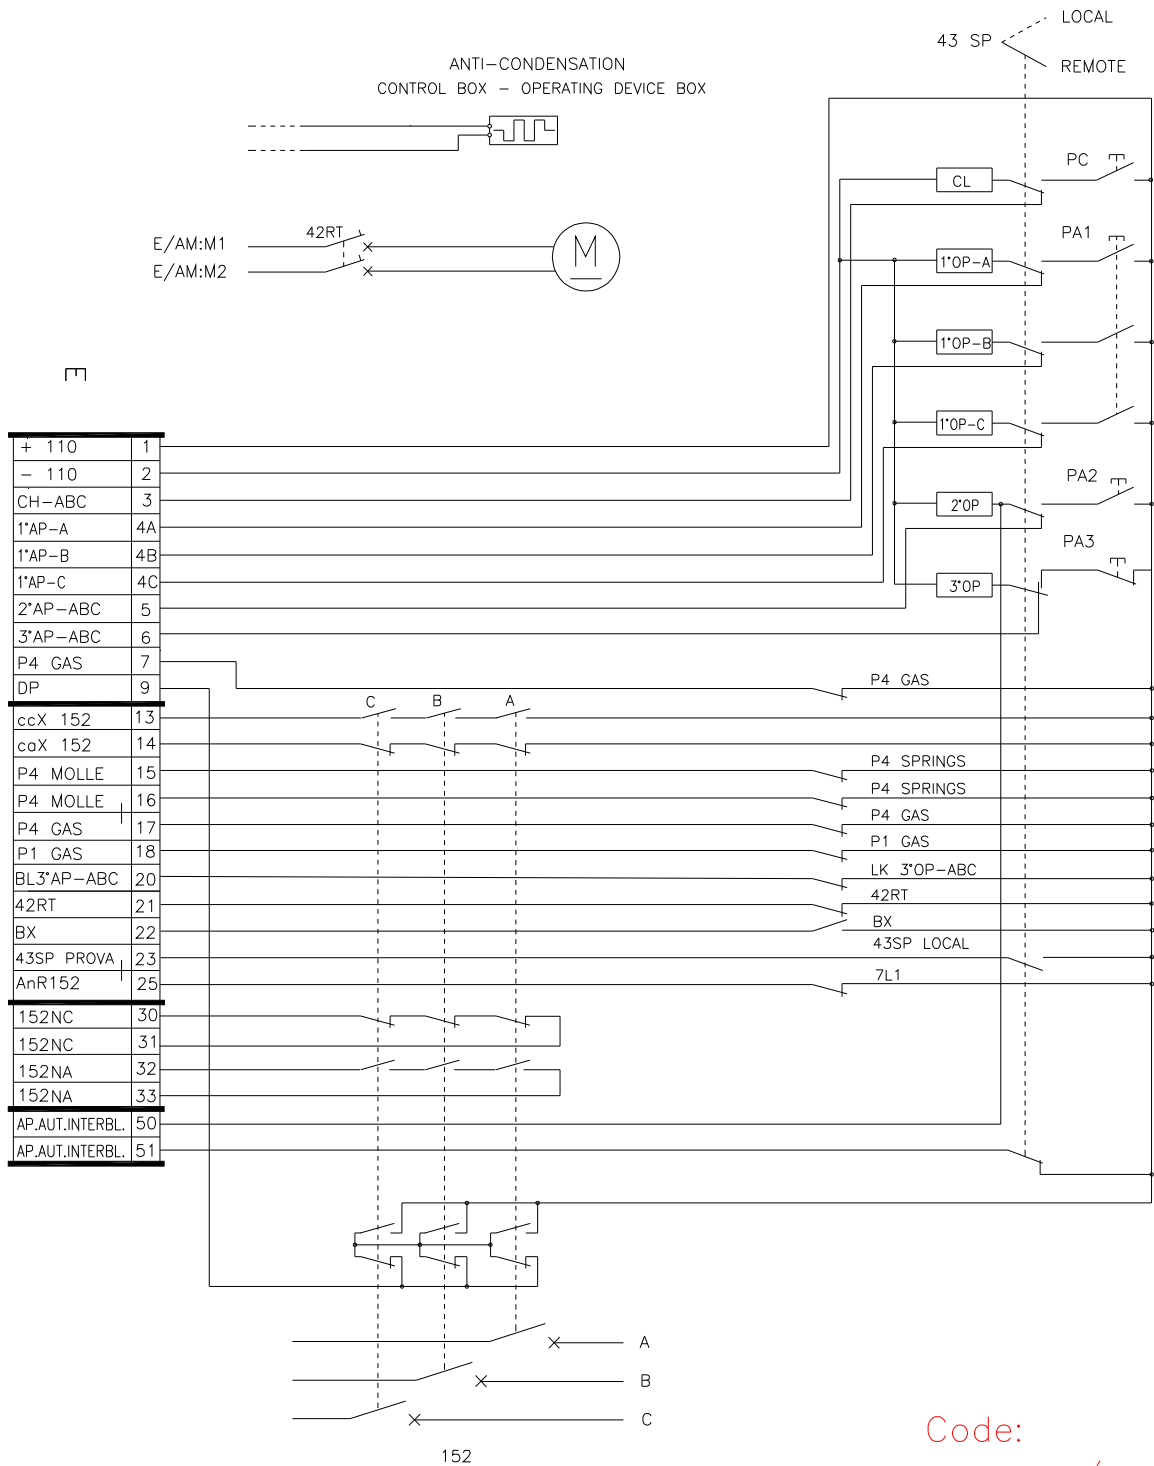 LOCAL
43 SP
REMOTE
ANTI-CONDENSATION
CONTROL BOX - OPERATING DEVICE BOX
PC
CL
E/AM:M1
42RT
E/AM:M2
M
PA1
1°OP-A
1°OP-B
1°OP-C
PA2
2°OP
PA3
3°OP
E
+ 110 1
- 110 2
CH-ABC 3
1°AP-A 4A
1°AP-B 4B
1°AP-C 4C
2°AP-ABC 5
3°AP-ABC 6
P4 GAS 7
DP 9
P4 GAS
C B A
ccX 152 13
caX 152 14
P4 MOLLE 15
P4 SPRINGS
P4 MOLLE 16
P4 SPRINGS
P4 GAS 17
P4 GAS
P1 GAS 18
P1 GAS
BL3°AP-ABC 20
LK 3°OP-ABC
42RT 21
42RT
BX 22
BX
43SP PROVA 23
43SP LOCAL
AnR152 25
7L1
152NC 30
152NC 31
152NA 32
152NA 33
AP.AUT.INTERBL. 50
AP.AUT.INTERBL. 51
A
B
C
152
Code: